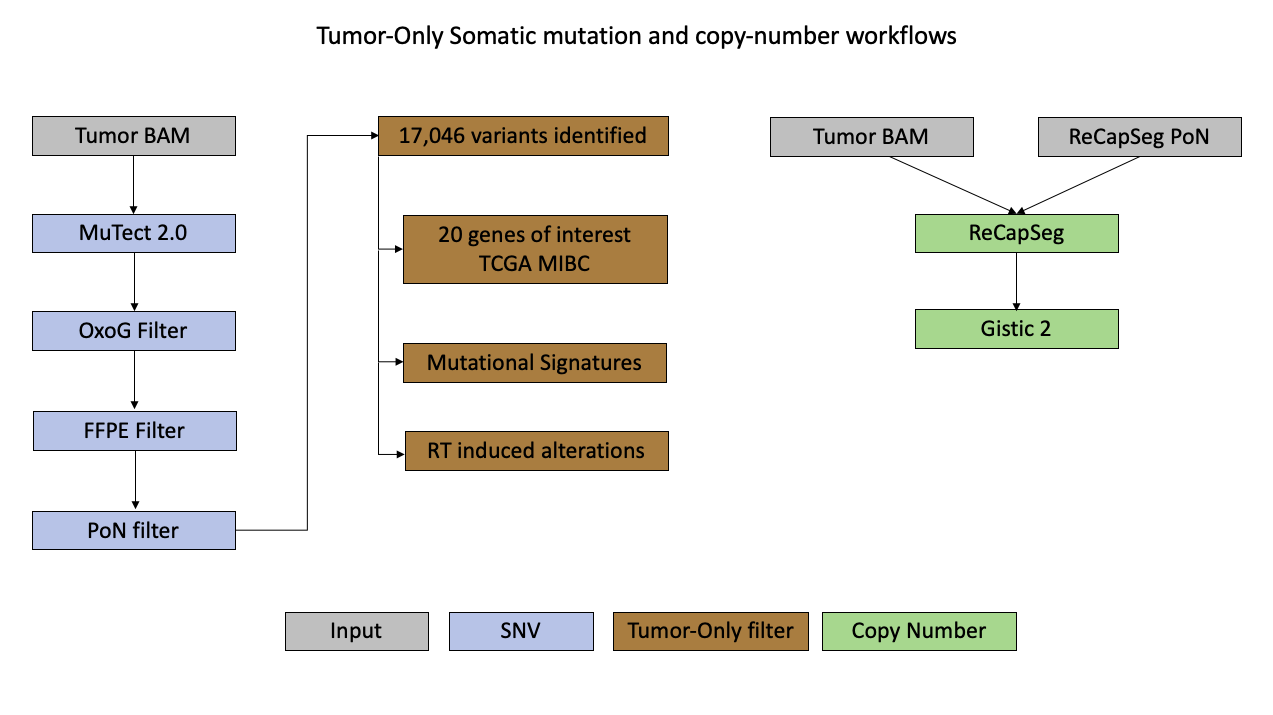 Tumor-Only Somatic mutation and copy-number workflows
Tumor BAM
MuTect 2.0
OxoG Filter
FFPE Filter
PoN filter
17,046 variants identified
20 genes of interest
TCGA MIBC
Mutational Signatures
RT induced alterations
Tumor BAM
ReCapSeg PoN
ReCapSeg
Gistic 2
Input
SNV
Tumor-Only filter
Copy Number